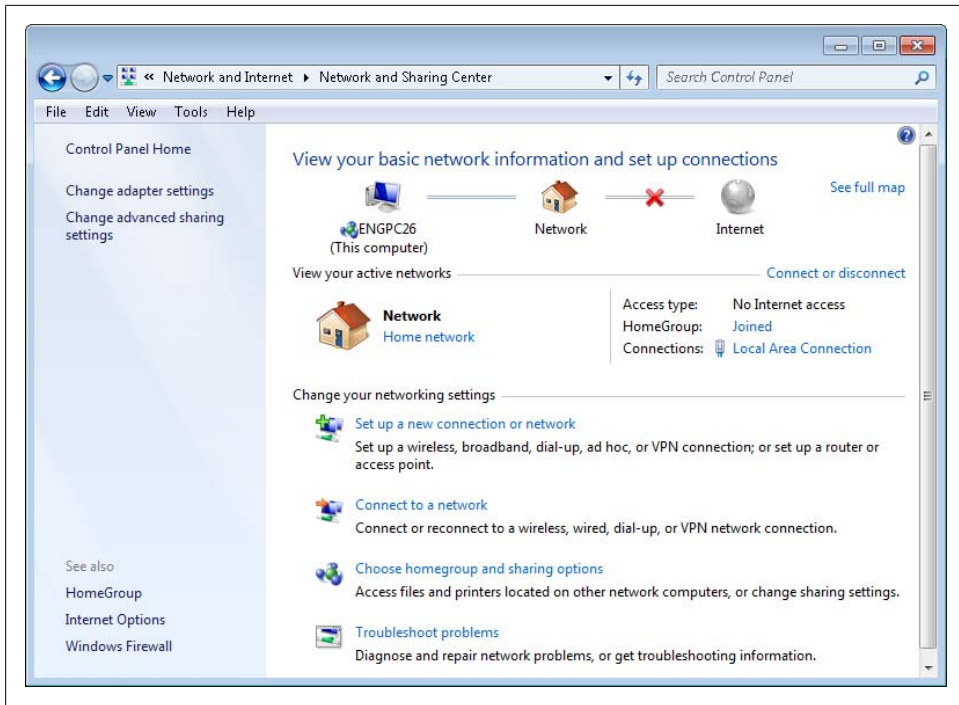 « Network and Internet ▸ Network and Sharing Center
Search Control Panel
File Edit View Tools Help
Control Panel Home
Change adapter settings
Change advanced sharing
settings
See also
HomeGroup
Internet Options
Windows Firewall
View your basic network information and set up connections
See full map
ENGPC26
(This computer)
Network
Internet
View your active networks
Connect or disconnect
Network
Home network
Access type: No Internet access
HomeGroup: Joined
Connections: Local Area Connection
Change your networking settings
Set up a new connection or network
Set up a wireless, broadband, dial-up, ad hoc, or VPN connection; or set up a router or
access point.
Connect to a network
Connect or reconnect to a wireless, wired, dial-up, or VPN network connection.
Choose homegroup and sharing options
Access files and printers located on other network computers, or change sharing settings.
Troubleshoot problems
Diagnose and repair network problems, or get troubleshooting information.